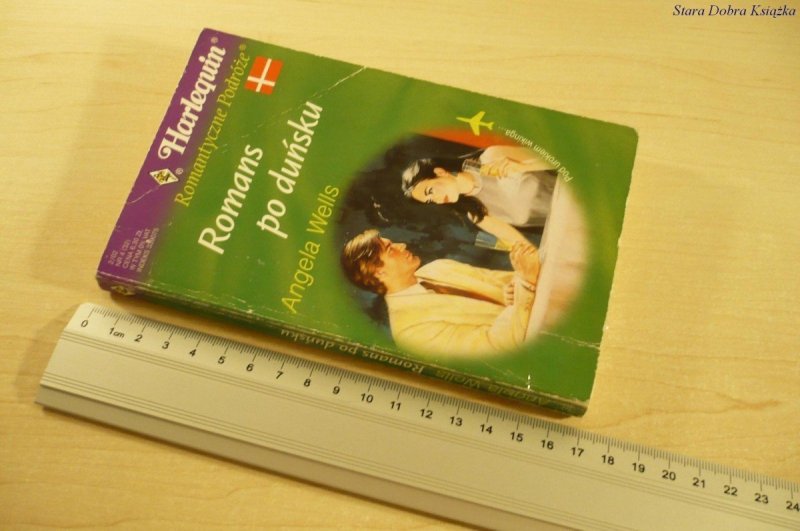 Stara Dobra Książka
® Harlequin®
Romantyczne Podróże®
Romans
po duńsku
Angela Wells
Pod urokiem wikinga...
Angela Wells Romans po duńsku
0 1cm 2 3 4 5 6 7 8 9 10 11 12 13 14 15 16 17 18 19 20 21 22 23 24